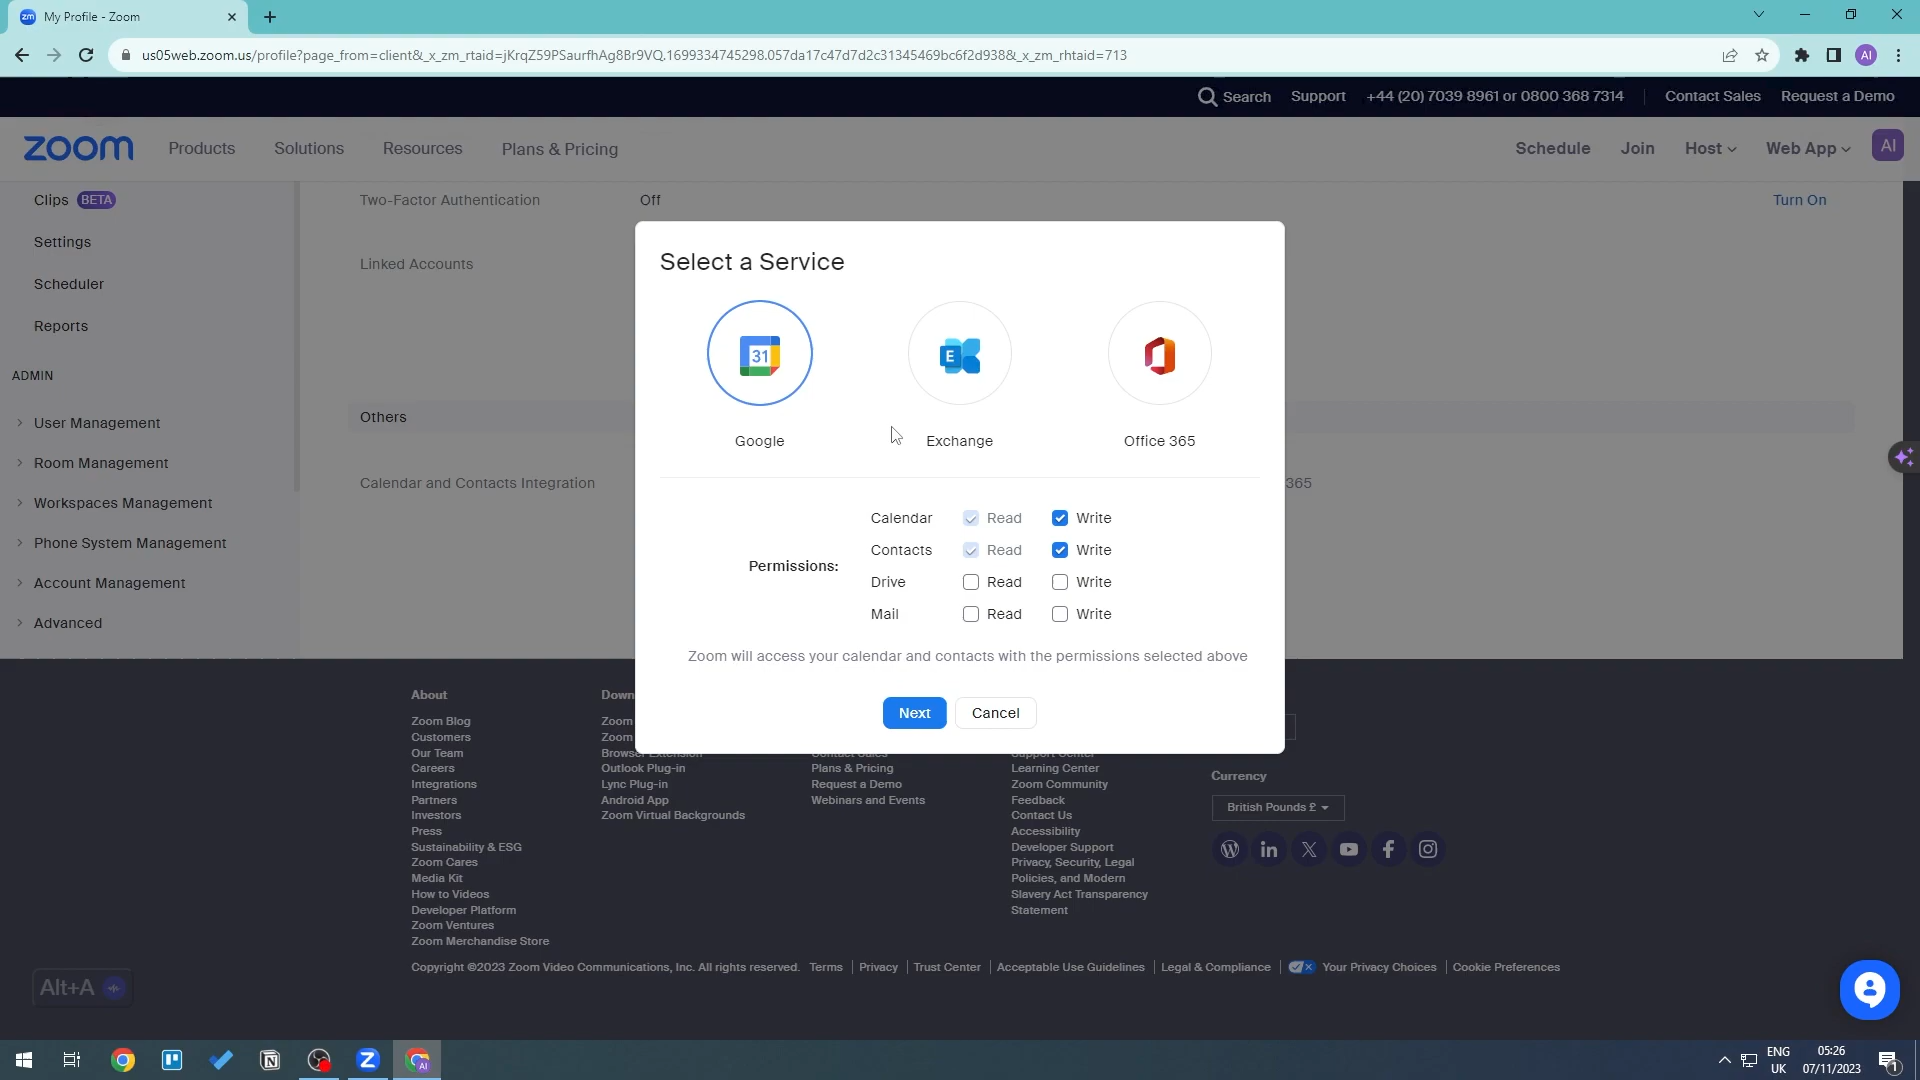 My Profile - Zoom
us05web.zoom.us/profile?page_from=client&_x_zm_rtaid=jKrqZ59PSaurfhAg8Br9VQ.1699334745298.057da17c47d7d2c31345469bc6f2d938&_x_zm_rhtaid=713
AI
Search Support +44 (20) 7039 8961 or 0800 368 7314 Contact Sales Request a Demo
zoom Products Solutions Resources Plans & Pricing Schedule Join Host Web App AI
Clips BETA
Settings
Scheduler
Reports
ADMIN
User Management
Room Management
Workspaces Management
Phone System Management
Account Management
Advanced
Two-Factor Authentication Off Turn On
Linked Accounts
Others
Calendar and Contacts Integration 365
Select a Service
31 E
Google Exchange Office 365
Permissions:
Calendar Read Write
Contacts Read Write
Drive Read Write
Mail Read Write
Zoom will access your calendar and contacts with the permissions selected above
Next Cancel
About
Zoom Blog
Customers
Our Team
Careers
Integrations
Partners
Investors
Press
Sustainability & ESG
Zoom Cares
Media Kit
How to Videos
Developer Platform
Zoom Ventures
Zoom Merchandise Store
Zoom
Zoom
Browser Extension
Outlook Plug-in
Lync Plug-in
Android App
Zoom Virtual Backgrounds
Contact Sales
Plans & Pricing
Request a Demo
Webinars and Events
Support Center
Learning Center
Zoom Community
Feedback
Contact Us
Accessibility
Developer Support
Privacy, Security, Legal
Policies, and Modern
Slavery Act Transparency
Statement
Currency
British Pounds £
Copyright ©2023 Zoom Video Communications, Inc. All rights reserved. Terms Privacy Trust Center Acceptable Use Guidelines Legal & Compliance Your Privacy Choices Cookie Preferences
Alt+A
ENG
UK
05:26
07/11/2023
1